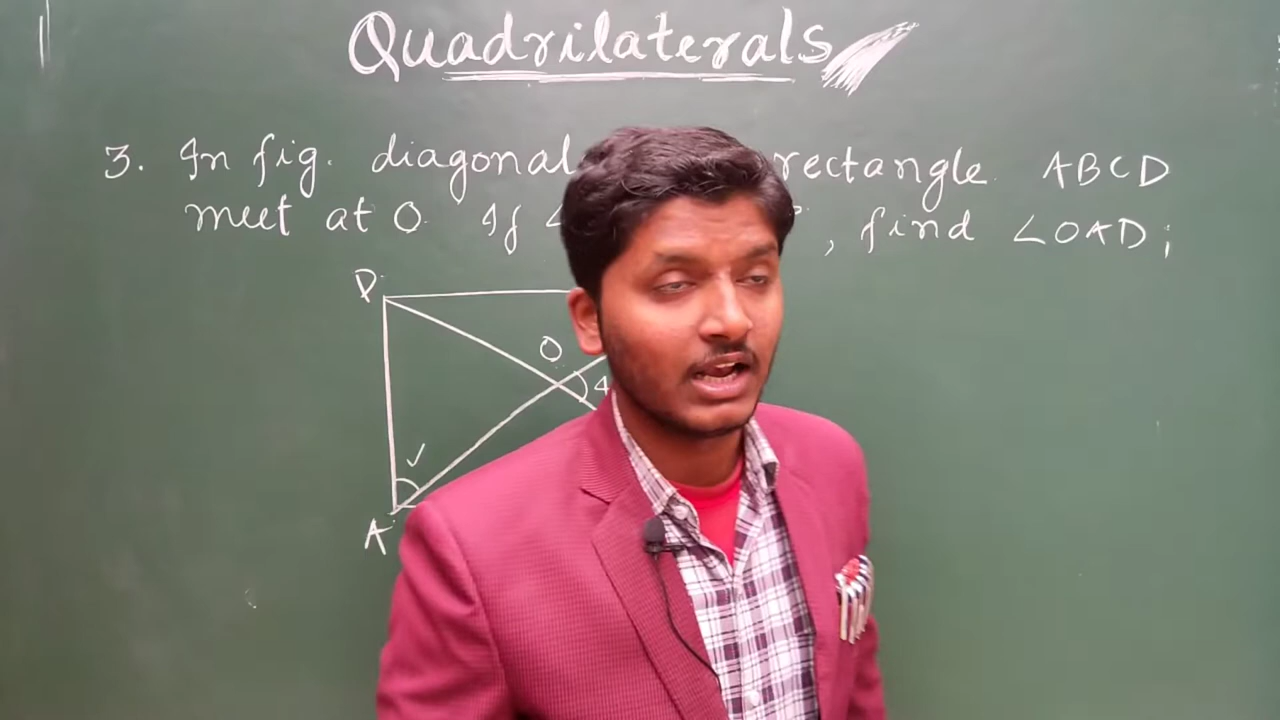 Quadrilaterals
3. In fig. diagonal rectangle ABCD
meet at O. If ∠ , find ∠OAD;
D
O
4
A